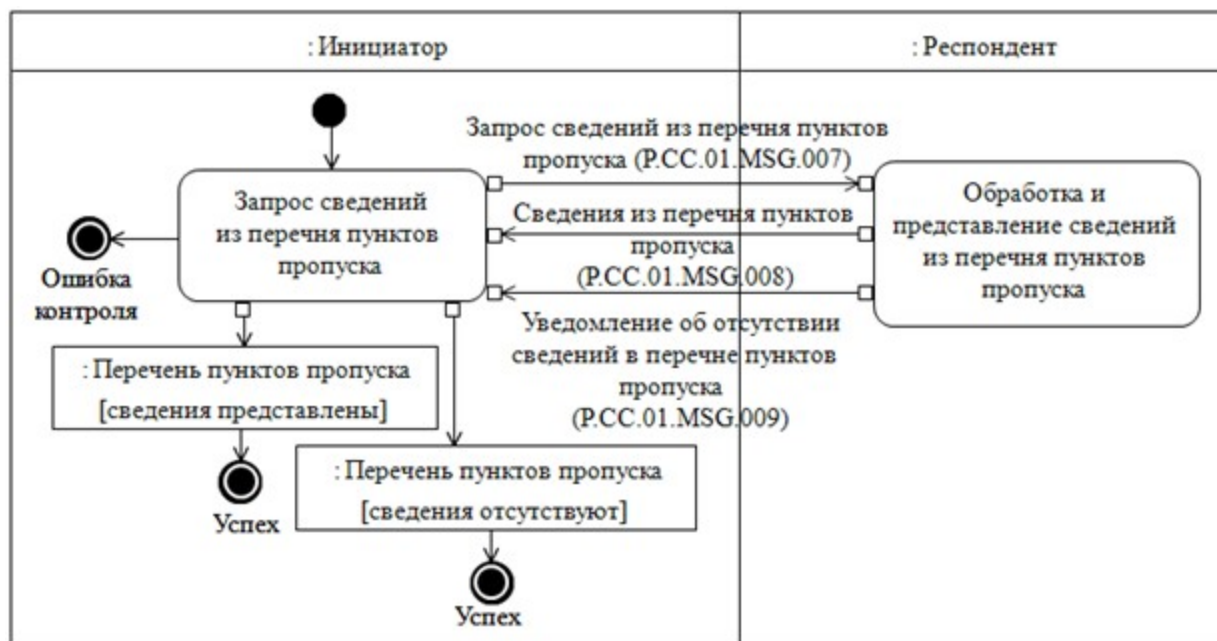 : Инициатор
: Респондент
Запрос сведений из перечня пунктов
пропуска (P.CC.01.MSG.007)
Запрос сведений
из перечня пунктов
пропуска
Сведения из перечня пунктов
пропуска
(P.CC.01.MSG.008)
Обработка и
представление сведений
из перечня пунктов
пропуска
Ошибка
контроля
Уведомление об отсутствии
сведений в перечне пунктов
пропуска
(P.CC.01.MSG.009)
: Перечень пунктов пропуска
[сведения представлены]
Успех
: Перечень пунктов пропуска
[сведения отсутствуют]
Успех